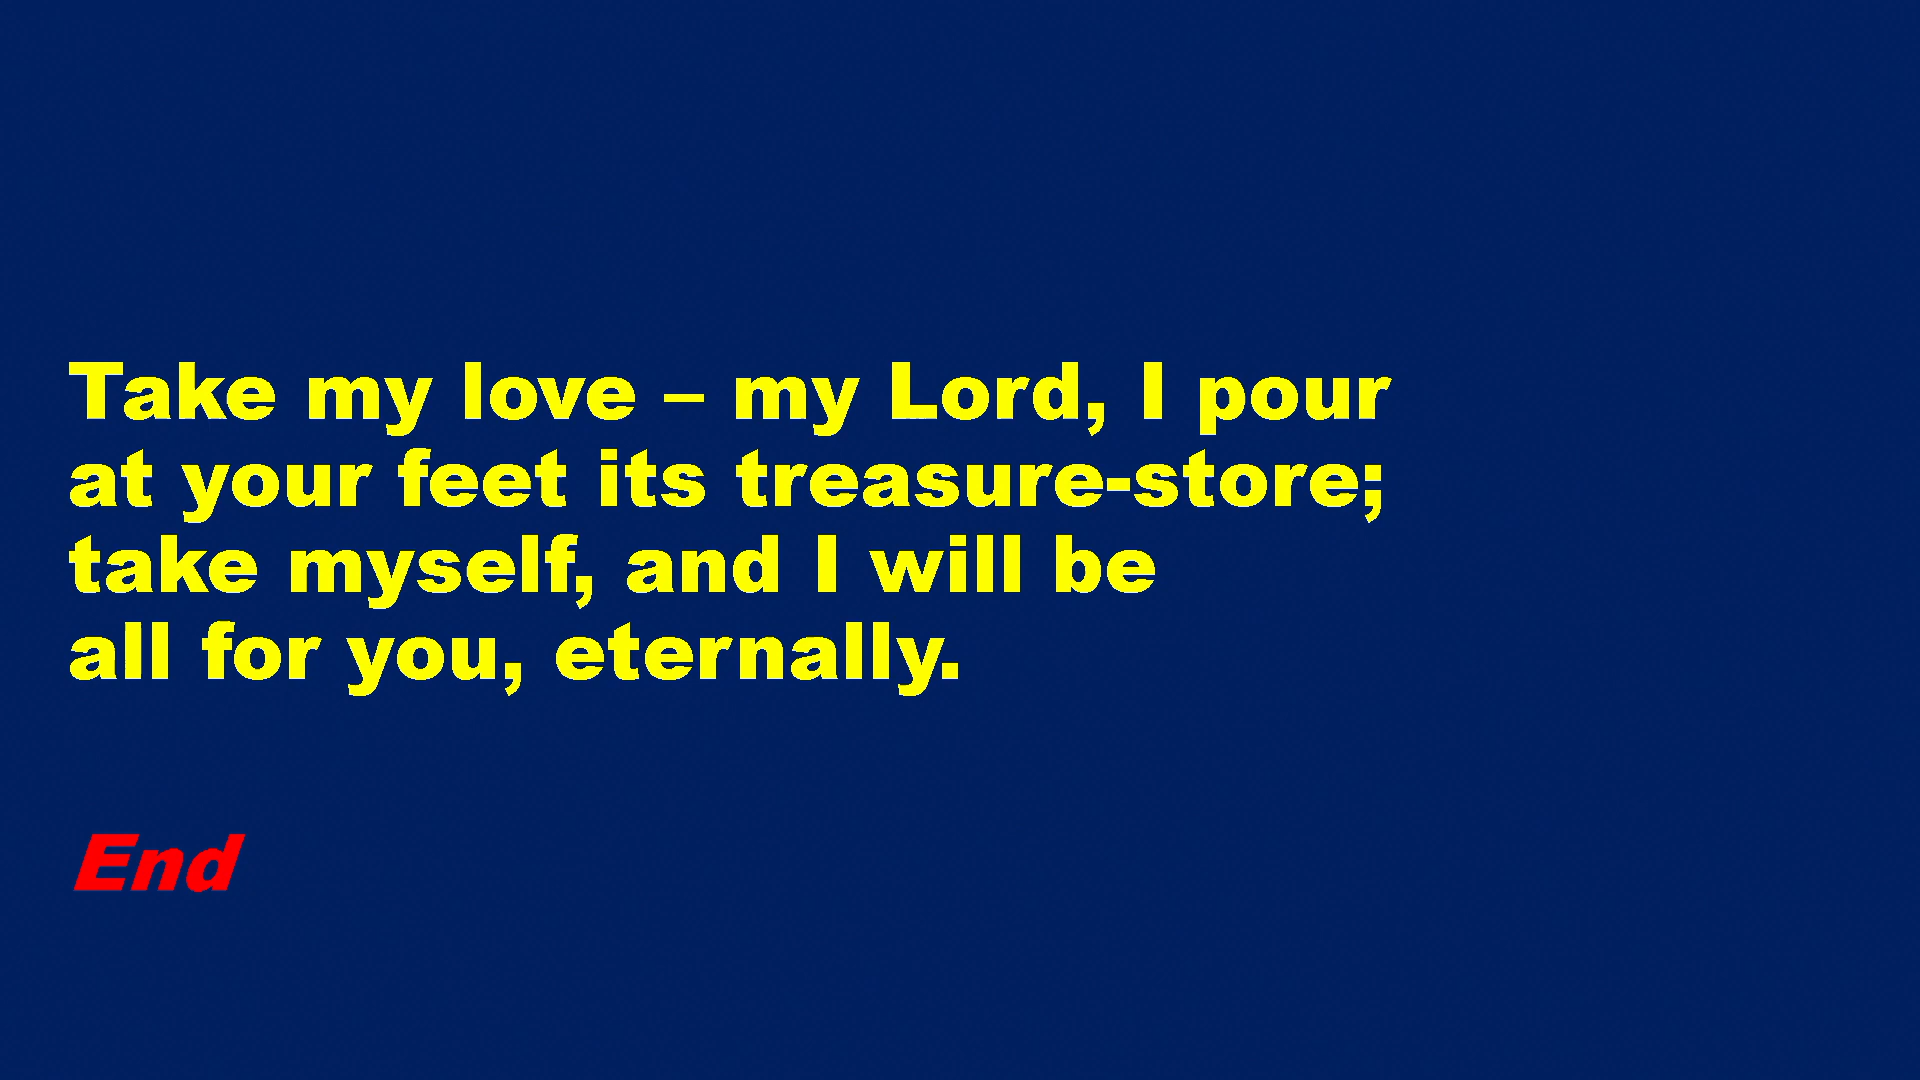 Take my love – my Lord, I pour
at your feet its treasure-store;
take myself, and I will be
all for you, eternally.
End